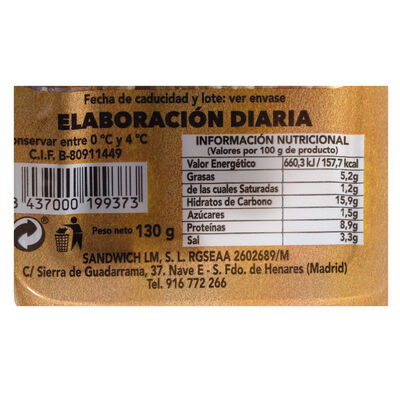 Fecha de caducidad y lote: ver envase
ELABORACIÓN DIARIA
onservar entre 0 °C y 4 °C
C.I.F. B-80911449
INFORMACIÓN NUTRICIONAL
(Valores por 100 g de producto)
Valor Energético 660,3 kJ / 157,7 kcal
Grasas 5,2g
de las cuales Saturadas 1,2g
Hidratos de Carbono 15,9g
Azúcares 1,5g
Proteínas 8,9g
Sal 3,3g
8 437000 199373
Peso neto 130 g
SANDWICH LM, S. L. RGSEAA 2602689/M
C/ Sierra de Guadarrama, 37. Nave E - S. Fdo. de Henares (Madrid)
Tel. 916 772 266